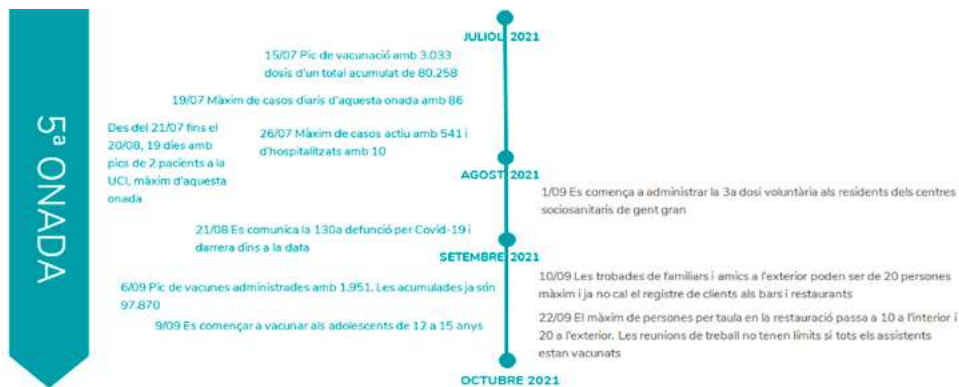 5ª ONADA
JULIOL 2021
15/07 Pic de vacunació amb 3.033
dosis d'un total acumulat de 80.258
19/07 Màxim de casos diaris d'aquesta onada amb 86
Des del 21/07 fins el
20/08, 19 dies amb
pics de 2 pacients a la
UCI, màxim d'aquesta
onada
26/07 Màxim de casos actiu amb 541 i
d'hospitalitzats amb 10
AGOST 2021
1/09 Es comença a administrar la 3a dosi voluntària als residents dels centres
sociosanitaris de gent gran
21/08 Es comunica la 130a defunció per Covid-19 i
darrera dins a la data
SETEMBRE 2021
6/09 Pic de vacunes administrades amb 1.951. Les acumulades ja són
97.870
9/09 Es començar a vacunar als adolescents de 12 a 15 anys
10/09 Les trobades de familiars i amics a l'exterior poden ser de 20 persones
màxim i ja no cal el registre de clients als bars i restaurants
22/09 El màxim de persones per taula en la restauració passa a 10 a l'interior i
20 a l'exterior. Les reunions de treball no tenen límits si tots els assistents
estan vacunats
OCTUBRE 2021